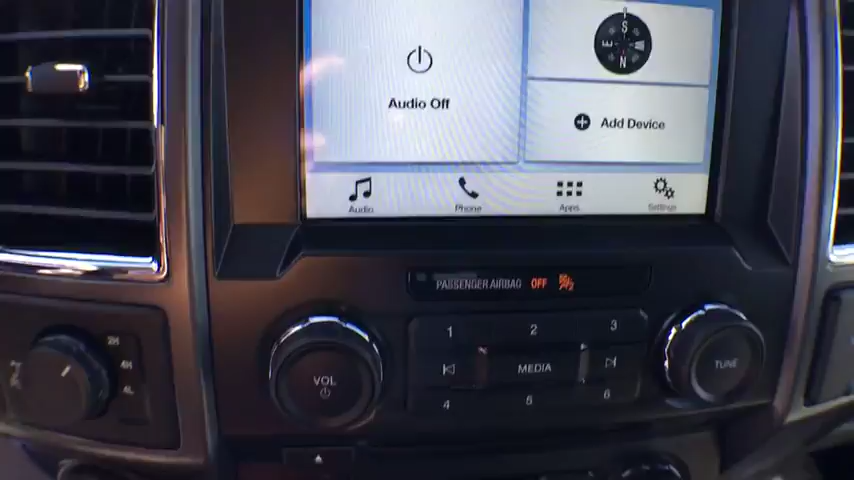 S
E
N
Audio Off
Add Device
Audio
Phone
Apps
Settings
PASSENGER AIRBAG OFF
2H
4H
4L
1 2 3
VOL
MEDIA
TUNE
4 5 6